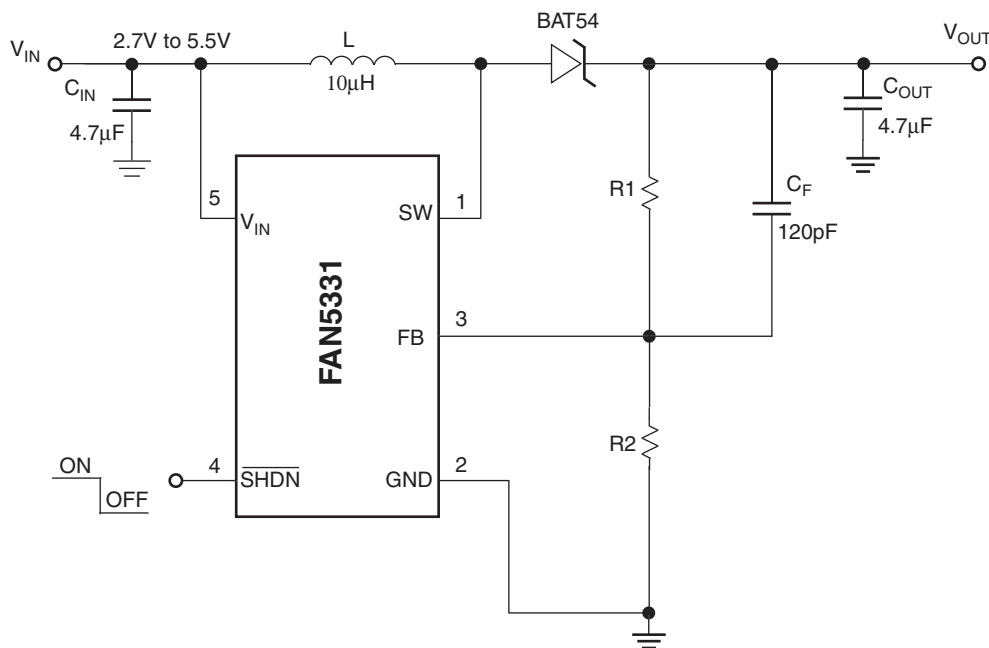 BAT54
V_IN
2.7V to 5.5V
L
V_OUT
10µH
C_IN
4.7µF
C_OUT
4.7µF
R1
C_F
120pF
5
V_IN
SW
1
FAN5331
FB
3
R2
ON
OFF
4
SHDN
GND
2